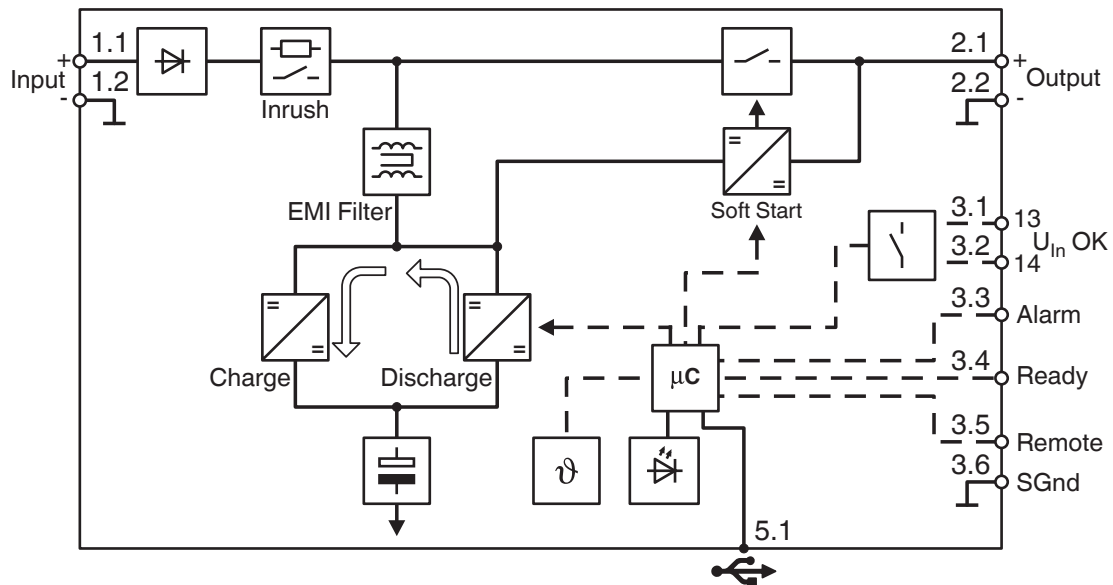 1.1
+
Input
1.2
-
Inrush
2.1
+
Output
2.2
-
EMI Filter
=
=
Soft Start
3.1
13
U_In OK
3.2
14
3.3
Alarm
=
=
Charge
=
=
Discharge
µC
3.4
Ready
3.5
Remote
3.6
SGnd
ϑ
5.1